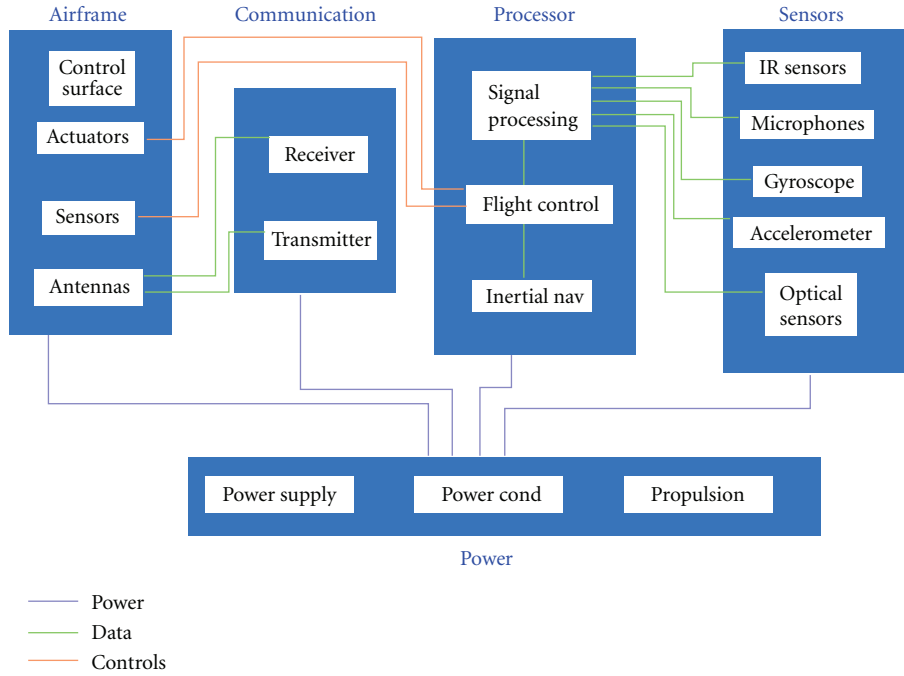 Airframe
Communication
Processor
Sensors
Control
surface
Actuators
Sensors
Antennas
Receiver
Transmitter
Signal
processing
Flight control
Inertial nav
IR sensors
Microphones
Gyroscope
Accelerometer
Optical
sensors
Power supply
Power cond
Propulsion
Power
Power
Data
Controls